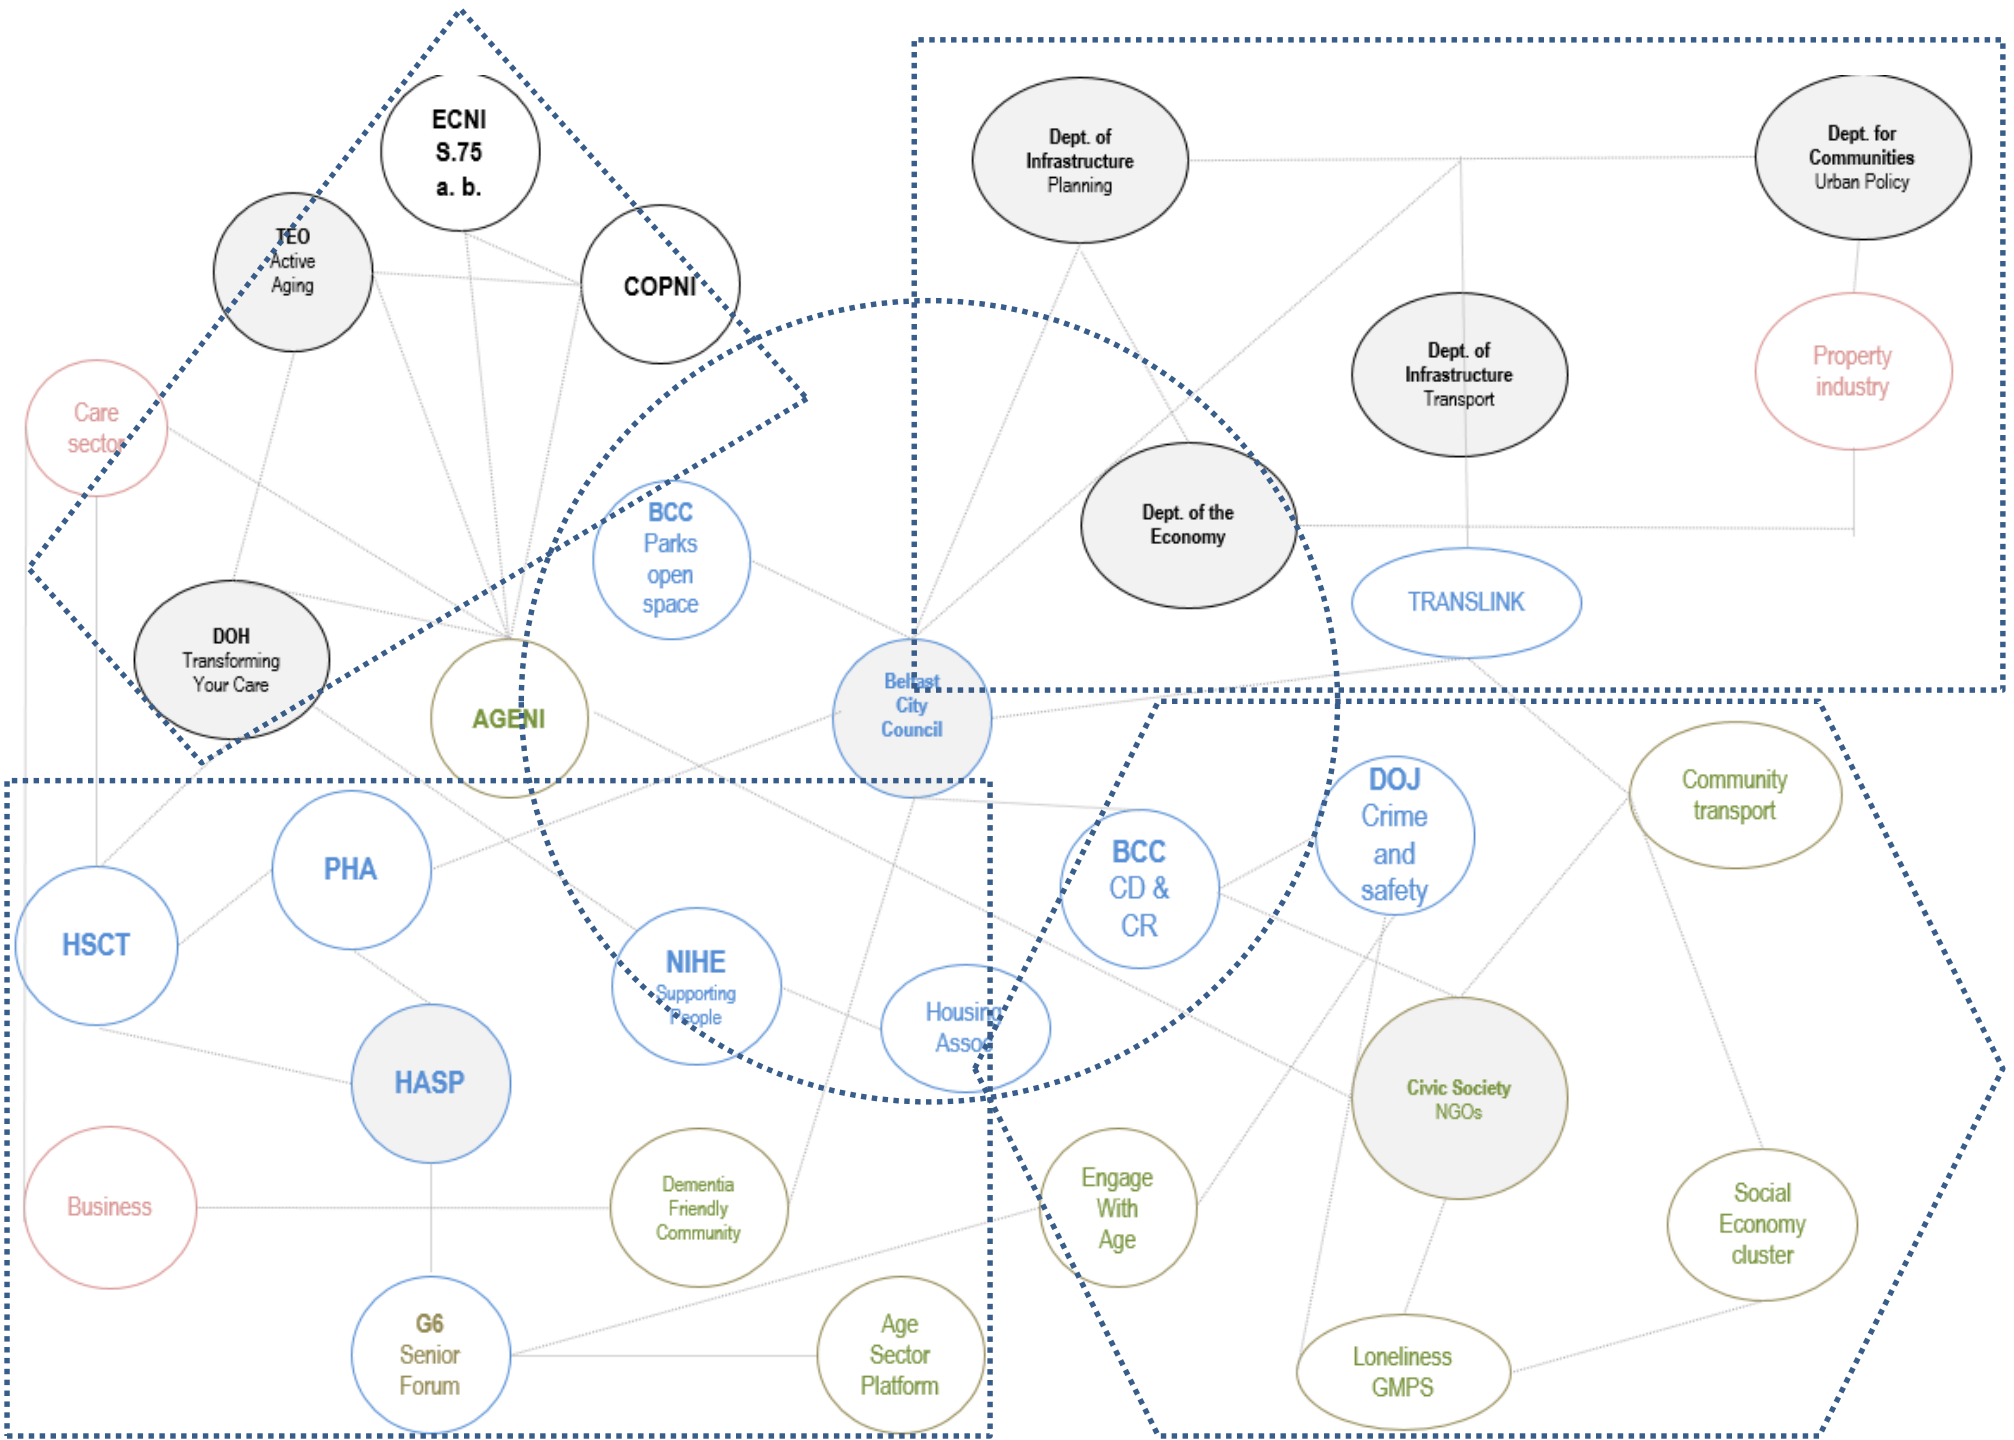 ECNI
S.75
a. b.
TEO
Active
Aging
COPNI
Dept. of
Infrastructure
Planning
Dept. for
Communities
Urban Policy
Dept. of
Infrastructure
Transport
Property
industry
Care
sector
BCC
Parks
open
space
Dept. of the
Economy
TRANSLINK
DOH
Transforming
Your Care
AGENI
Belfast
City
Council
PHA
HSCT
NIHE
Supporting
People
Housing
Assoc
BCC
CD &
CR
DOJ
Crime
and
safety
Community
transport
HASP
Civic Society
NGOs
Business
Dementia
Friendly
Community
Engage
With
Age
Social
Economy
cluster
G6
Senior
Forum
Age
Sector
Platform
Loneliness
GMPS